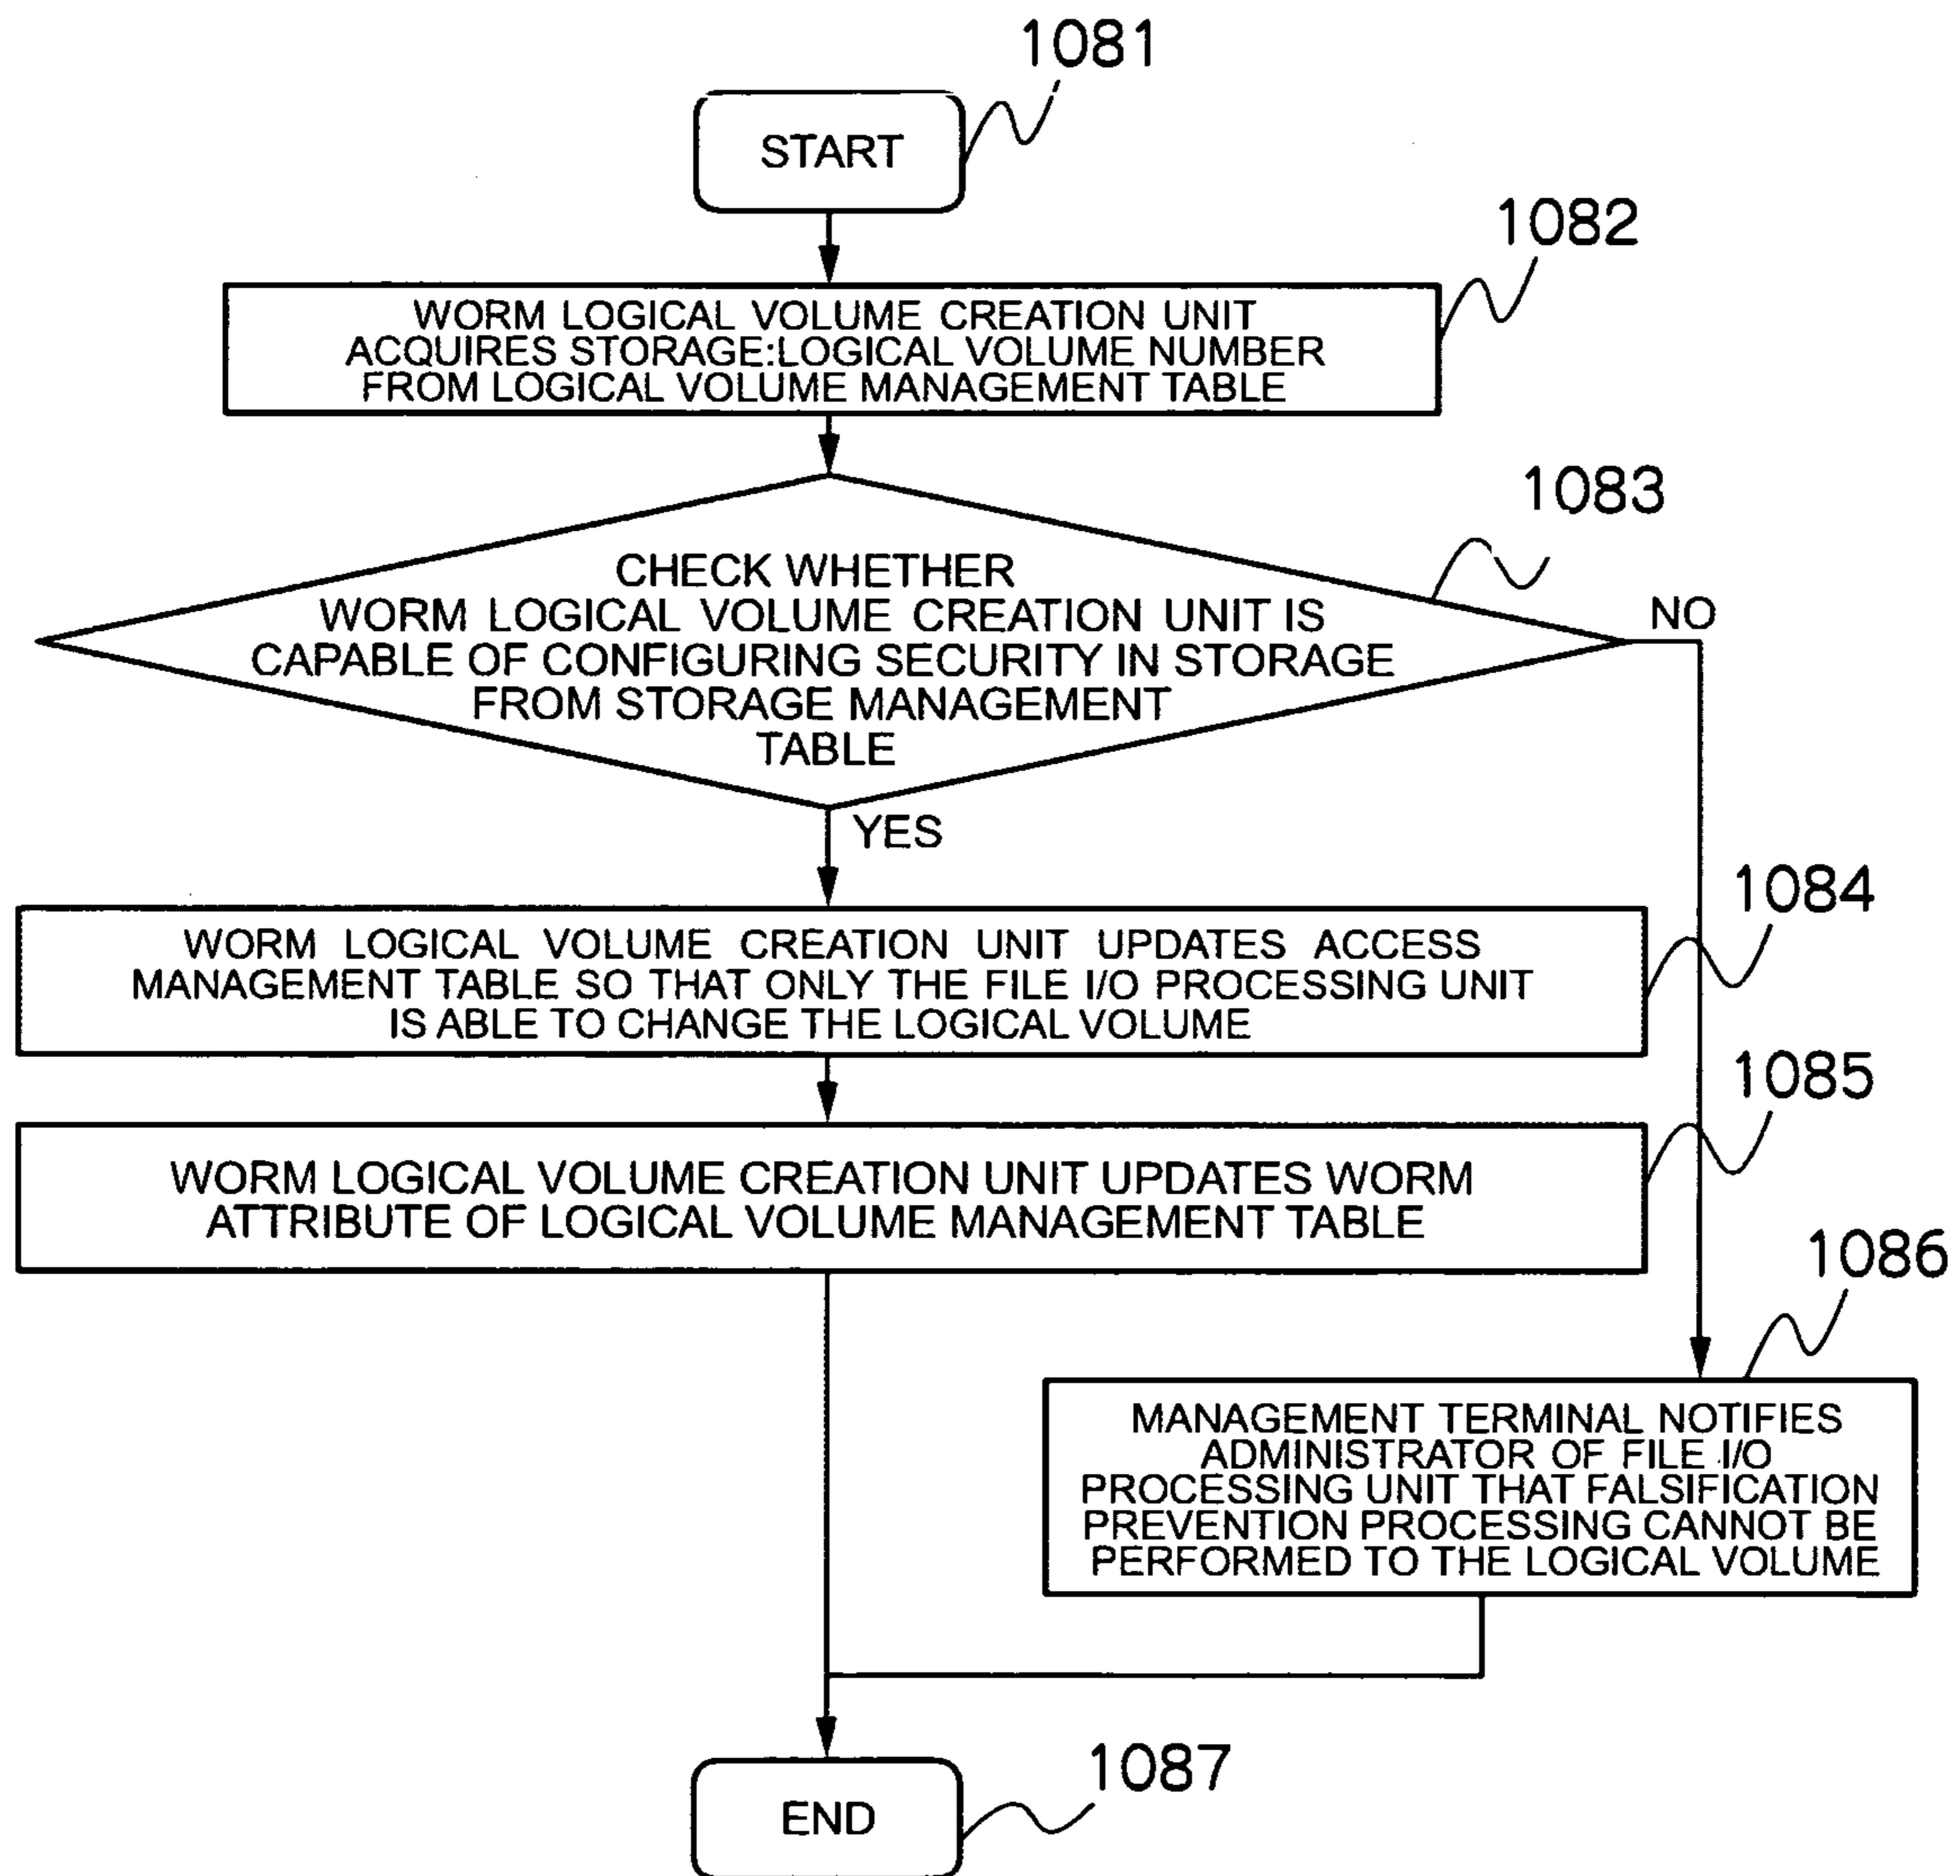 1081
START
1082
WORM LOGICAL VOLUME CREATION UNIT
ACQUIRES STORAGE:LOGICAL VOLUME NUMBER
FROM LOGICAL VOLUME MANAGEMENT TABLE
1083
CHECK WHETHER
WORM LOGICAL VOLUME CREATION UNIT IS
CAPABLE OF CONFIGURING SECURITY IN STORAGE
FROM STORAGE MANAGEMENT
TABLE
NO
YES
1084
WORM LOGICAL VOLUME CREATION UNIT UPDATES ACCESS
MANAGEMENT TABLE SO THAT ONLY THE FILE I/O PROCESSING UNIT
IS ABLE TO CHANGE THE LOGICAL VOLUME
1085
WORM LOGICAL VOLUME CREATION UNIT UPDATES WORM
ATTRIBUTE OF LOGICAL VOLUME MANAGEMENT TABLE
1086
MANAGEMENT TERMINAL NOTIFIES
ADMINISTRATOR OF FILE I/O
PROCESSING UNIT THAT FALSIFICATION
PREVENTION PROCESSING CANNOT BE
PERFORMED TO THE LOGICAL VOLUME
1087
END